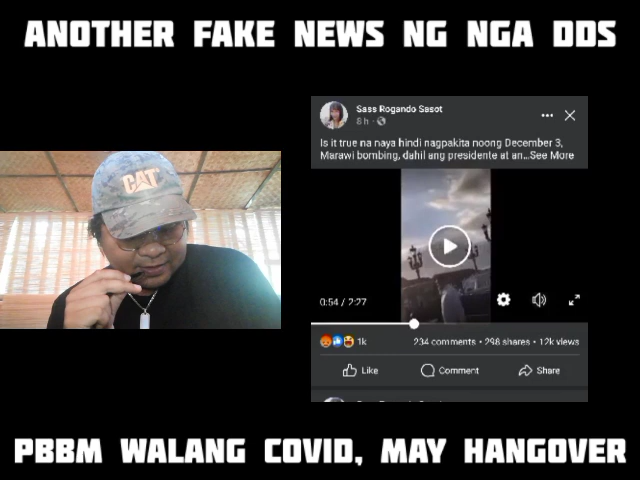 ANOTHER FAKE NEWS NG NGA DDS
Sass Rogando Sasot
8 h
Is it true na naya hindi nagpakita noong December 3,
Marawi bombing, dahil ang presidente at an...See More
CAT
0:54 / 2:27
1k
234 comments • 298 shares • 12k views
Like
Comment
Share
PBBM WALANG COVID, MAY HANGOVER